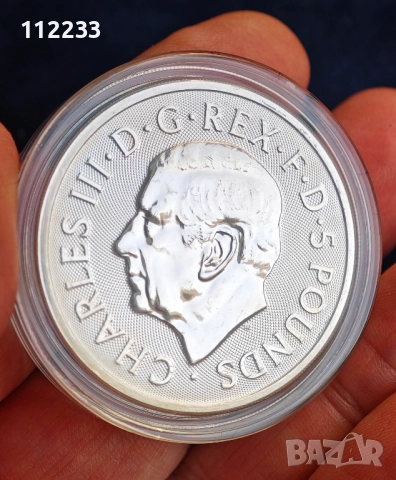 112233
CHARLES III · D · G · REX · F · D · 5 POUNDS ·
BAZAR